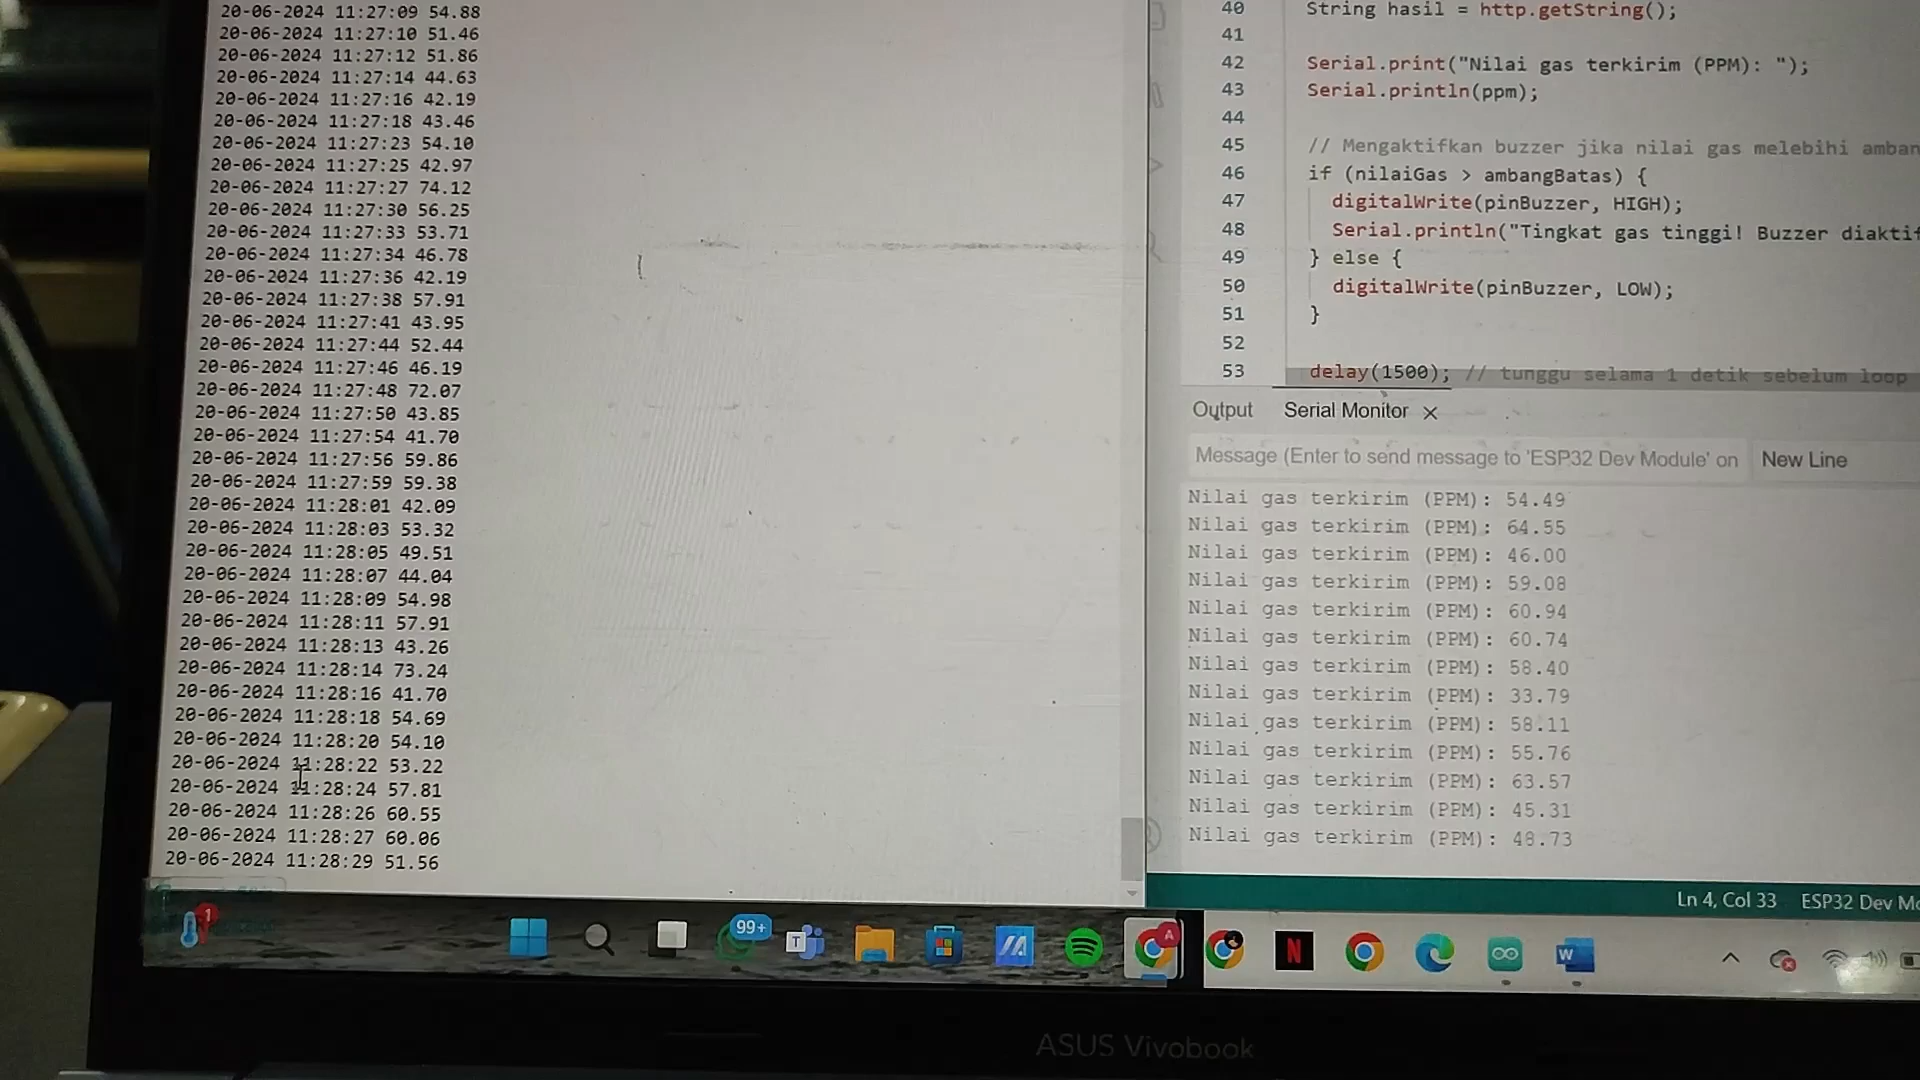 20-06-2024 11:27:09 54.88
20-06-2024 11:27:10 51.46
20-06-2024 11:27:12 51.86
20-06-2024 11:27:14 44.63
20-06-2024 11:27:16 42.19
20-06-2024 11:27:18 43.46
20-06-2024 11:27:23 54.10
20-06-2024 11:27:25 42.97
20-06-2024 11:27:27 74.12
20-06-2024 11:27:30 56.25
20-06-2024 11:27:33 53.71
20-06-2024 11:27:34 46.78
20-06-2024 11:27:36 42.19
20-06-2024 11:27:38 57.91
20-06-2024 11:27:41 43.95
20-06-2024 11:27:44 52.44
20-06-2024 11:27:46 46.19
20-06-2024 11:27:48 72.07
20-06-2024 11:27:50 43.85
20-06-2024 11:27:54 41.70
20-06-2024 11:27:56 59.86
20-06-2024 11:27:59 59.38
20-06-2024 11:28:01 42.09
20-06-2024 11:28:03 53.32
20-06-2024 11:28:05 49.51
20-06-2024 11:28:07 44.04
20-06-2024 11:28:09 54.98
20-06-2024 11:28:11 57.91
20-06-2024 11:28:13 43.26
20-06-2024 11:28:14 73.24
20-06-2024 11:28:16 41.70
20-06-2024 11:28:18 54.69
20-06-2024 11:28:20 54.10
20-06-2024 11:28:22 53.22
20-06-2024 11:28:24 57.81
20-06-2024 11:28:26 60.55
20-06-2024 11:28:27 60.06
20-06-2024 11:28:29 51.56
40 String hasil = http.getString();
41
42 Serial.print("Nilai gas terkirim (PPM): ");
43 Serial.println(ppm);
44
45 // Mengaktifkan buzzer jika nilai gas melebihi amban
46 if (nilaiGas > ambangBatas) {
47 digitalWrite(pinBuzzer, HIGH);
48 Serial.println("Tingkat gas tinggi! Buzzer diaktif
49 } else {
50 digitalWrite(pinBuzzer, LOW);
51 }
52
53 delay(1500); // tunggu selama 1 detik sebelum loop
Output Serial Monitor
Message (Enter to send message to 'ESP32 Dev Module' on New Line
Nilai gas terkirim (PPM): 54.49
Nilai gas terkirim (PPM): 64.55
Nilai gas terkirim (PPM): 46.00
Nilai gas terkirim (PPM): 59.08
Nilai gas terkirim (PPM): 60.94
Nilai gas terkirim (PPM): 60.74
Nilai gas terkirim (PPM): 58.40
Nilai gas terkirim (PPM): 33.79
Nilai gas terkirim (PPM): 58.11
Nilai gas terkirim (PPM): 55.76
Nilai gas terkirim (PPM): 63.57
Nilai gas terkirim (PPM): 45.31
Nilai gas terkirim (PPM): 48.73
Ln 4, Col 33 ESP32 Dev Mo
1
99+
T
A
N
W
ASUS Vivobook